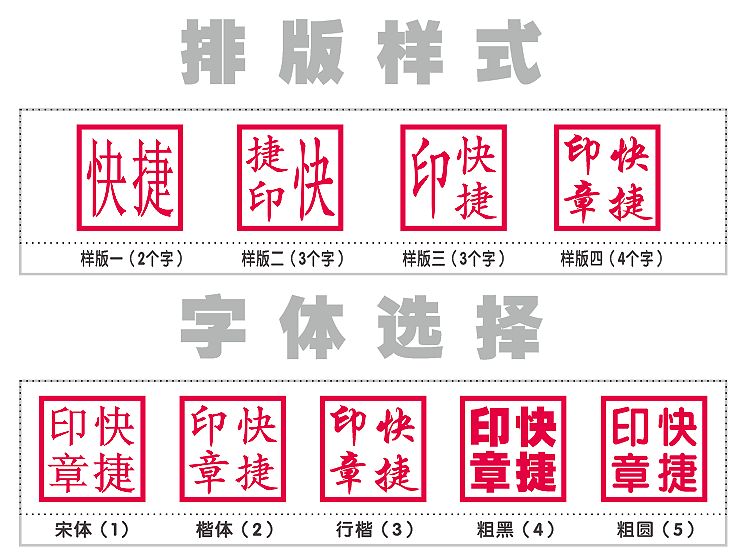 排版样式
快捷
捷快
印
印快
捷
印快
章捷
样版一（2个字）
样版二（3个字）
样版三（3个字）
样版四（4个字）
字体选择
印快
章捷
印快
章捷
印快
章捷
印快
章捷
印快
章捷
宋体（1）
楷体（2）
行楷（3）
粗黑（4）
粗圆（5）